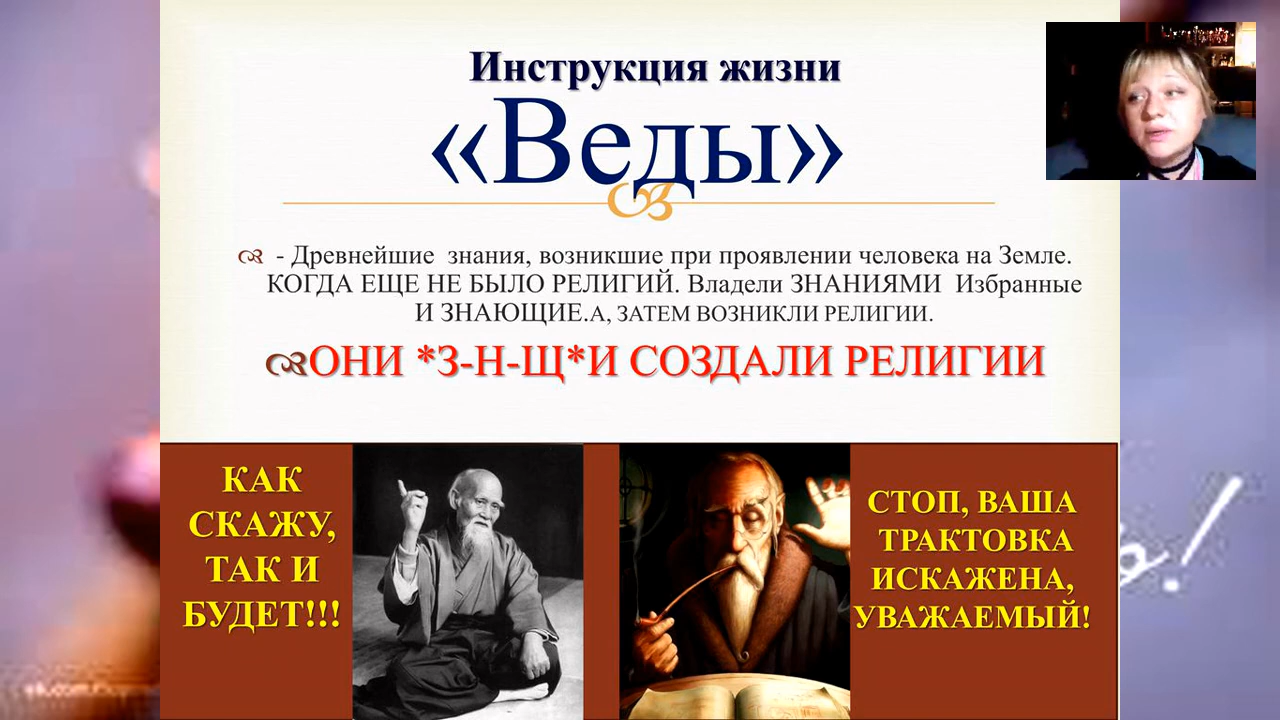 Инструкция жизни
«Веды»
- Древнейшие знания, возникшие при проявлении человека на Земле.
КОГДА ЕЩЕ НЕ БЫЛО РЕЛИГИЙ. Владели ЗНАНИЯМИ Избранные
И ЗНАЮЩИЕ.А, ЗАТЕМ ВОЗНИКЛИ РЕЛИГИИ.
ОНИ *З-Н-Щ*И СОЗДАЛИ РЕЛИГИИ
КАК
СКАЖУ,
ТАК И
БУДЕТ!!!
СТОП, ВАША
ТРАКТОВКА
ИСКАЖЕНА,
УВАЖАЕМЫЙ!